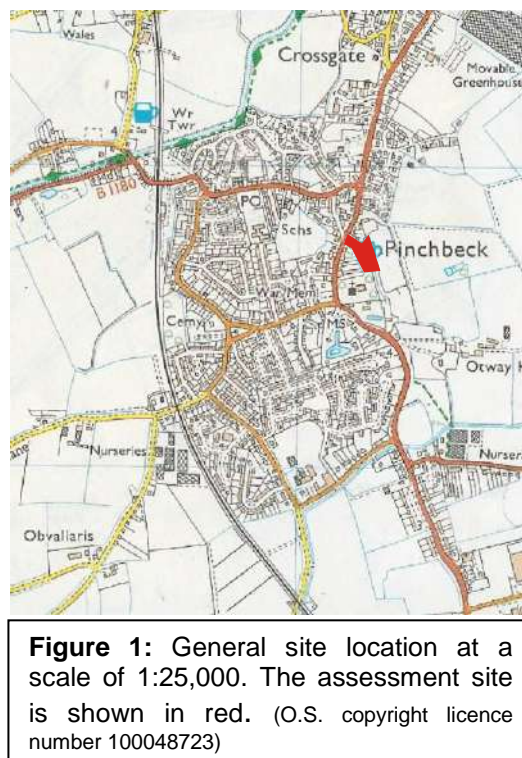 Wales
Crossgate
Movable
Greenhouse
Wr
Twr
B 1180
PO
Schs
Pinchbeck
War Mem
Cemy
MS
Otway
Nurseries
Nurser
Obvallaris
Figure 1: General site location at a
scale of 1:25,000. The assessment site
is shown in red. (O.S. copyright licence
number 100048723)